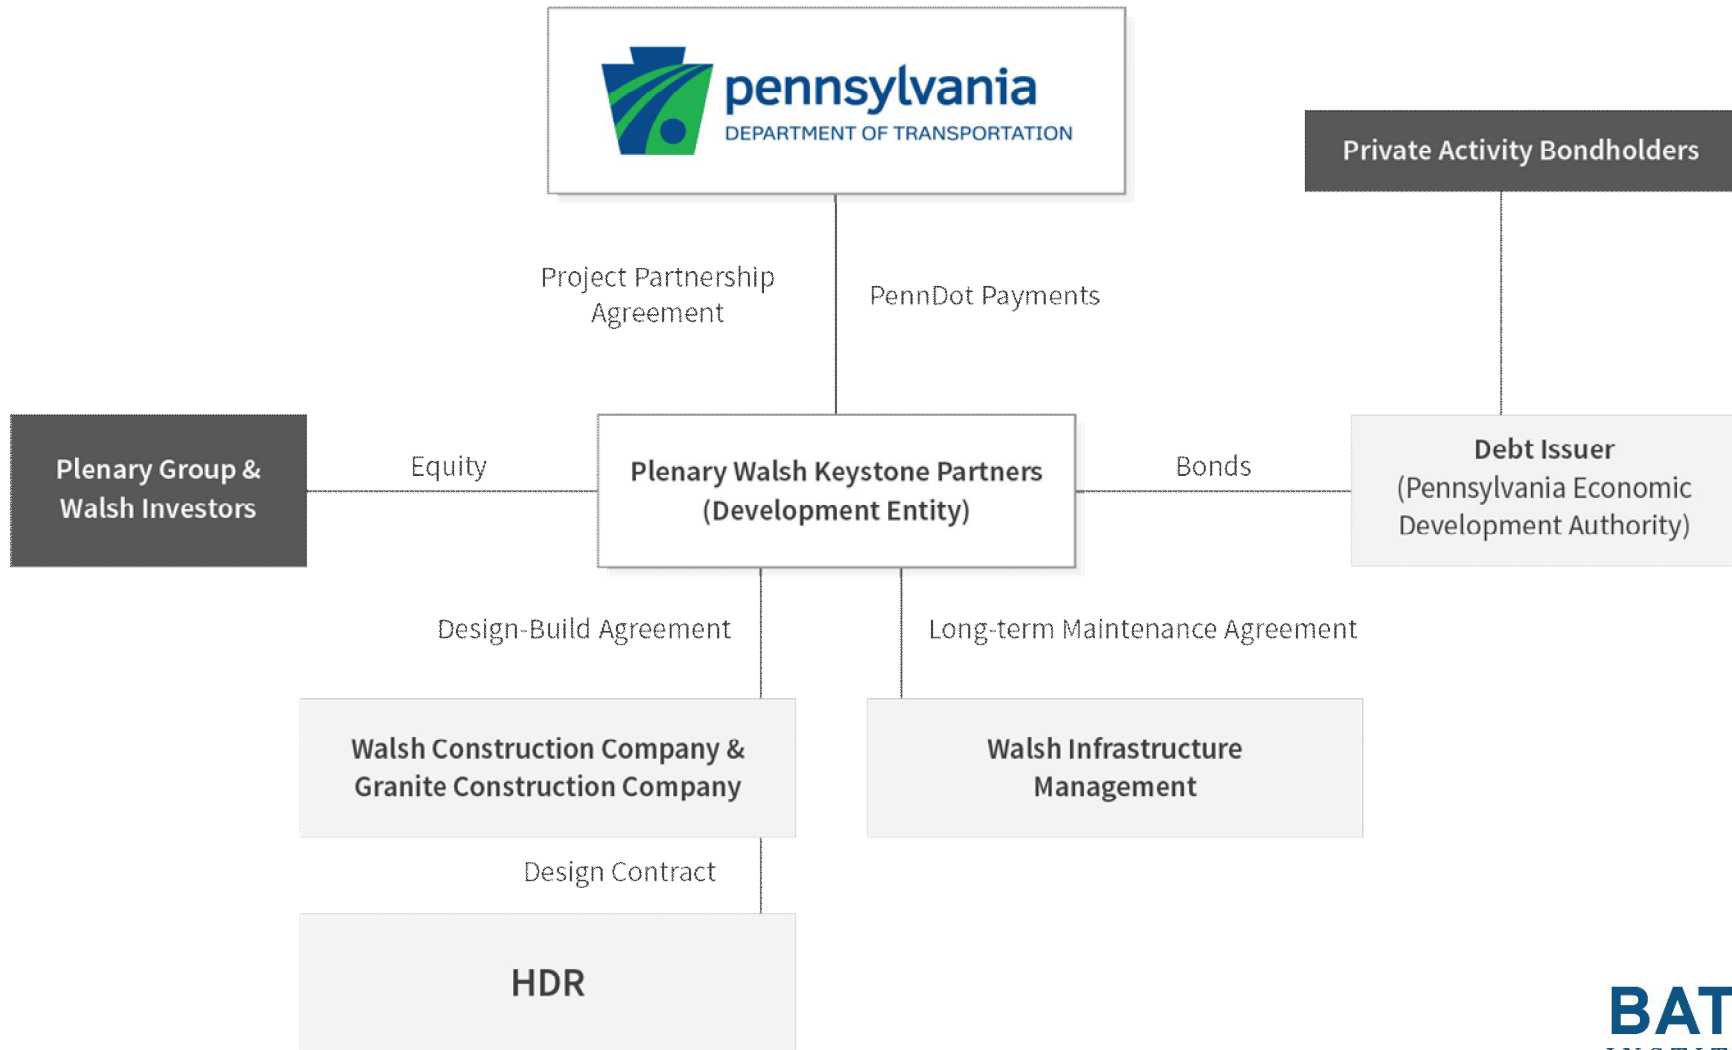 pennsylvania
DEPARTMENT OF TRANSPORTATION
Private Activity Bondholders
Project Partnership
Agreement
PennDot Payments
Plenary Group &
Walsh Investors
Equity
Plenary Walsh Keystone Partners
(Development Entity)
Bonds
Debt Issuer
(Pennsylvania Economic
Development Authority)
Design-Build Agreement
Long-term Maintenance Agreement
Walsh Construction Company &
Granite Construction Company
Walsh Infrastructure
Management
Design Contract
HDR
BAT